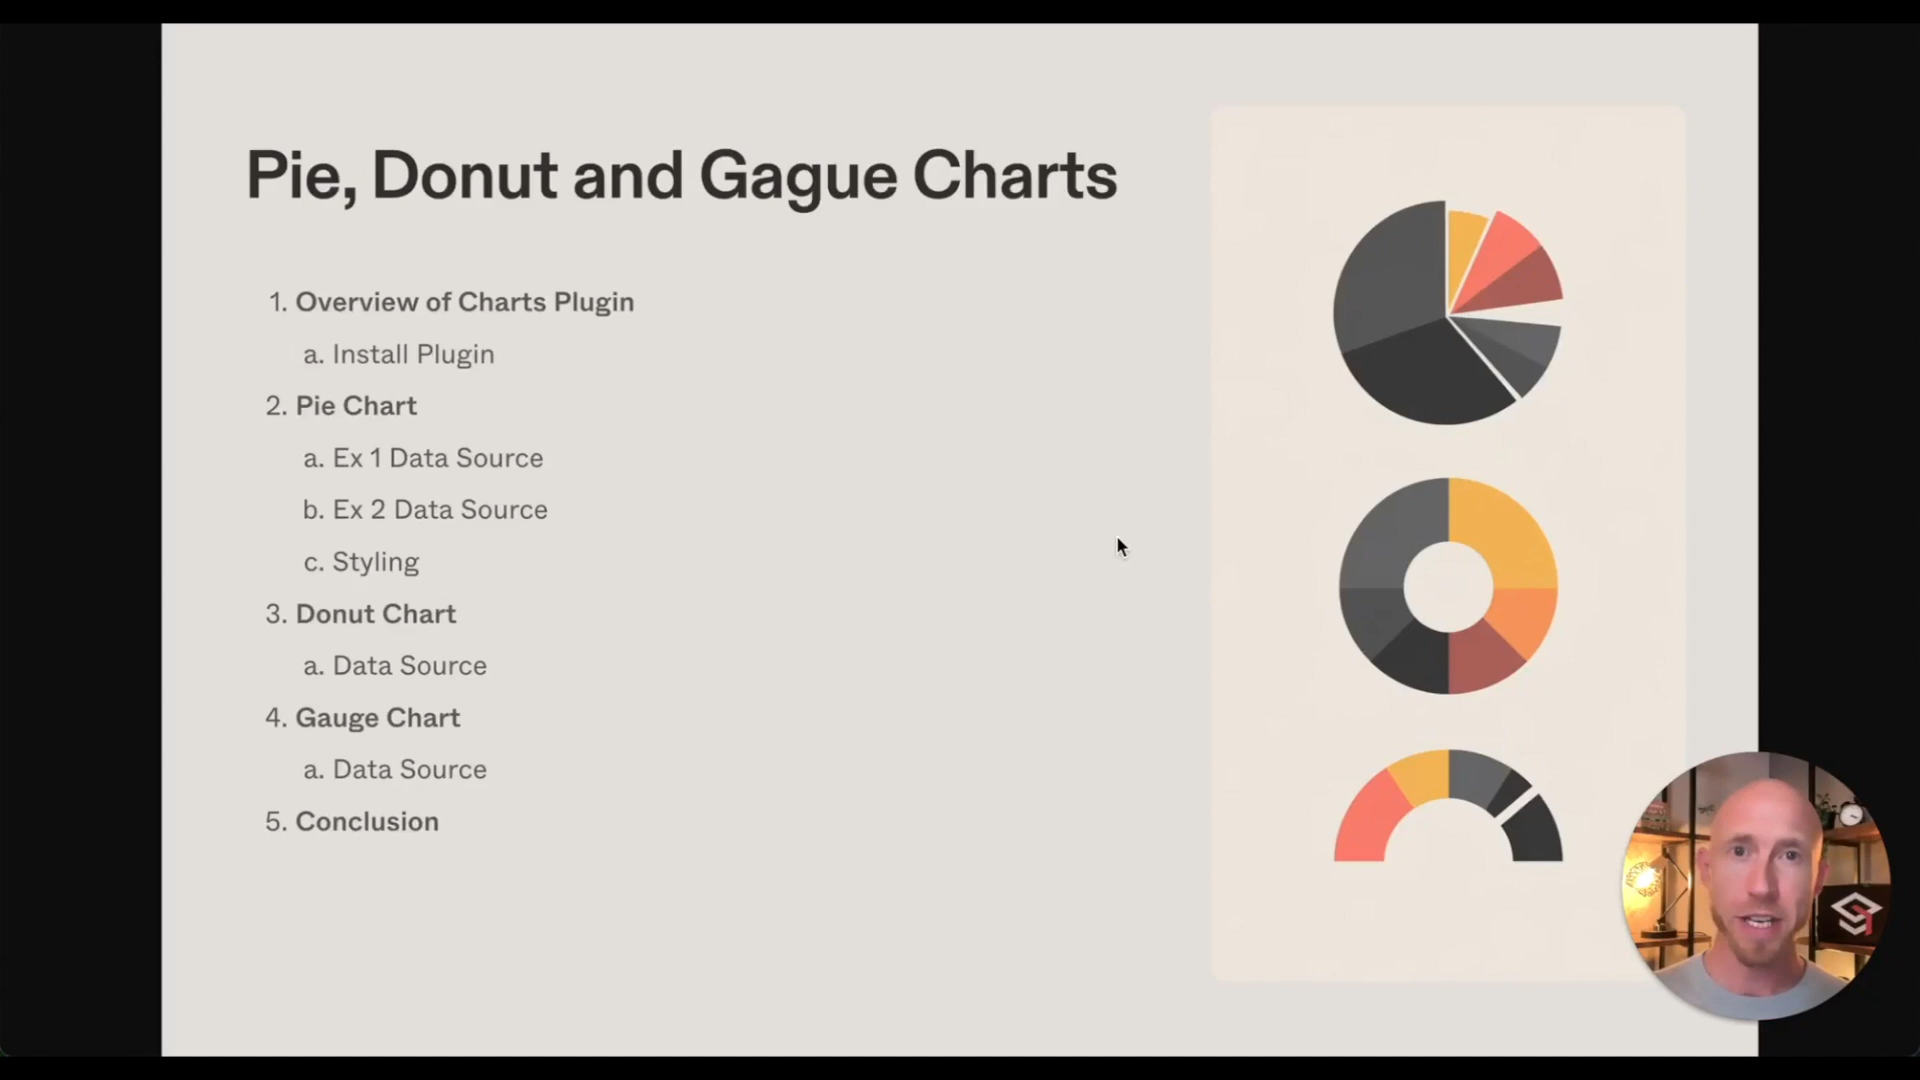 Pie, Donut and Gague Charts
1. Overview of Charts Plugin
a. Install Plugin
2. Pie Chart
a. Ex 1 Data Source
b. Ex 2 Data Source
c. Styling
3. Donut Chart
a. Data Source
4. Gauge Chart
a. Data Source
5. Conclusion